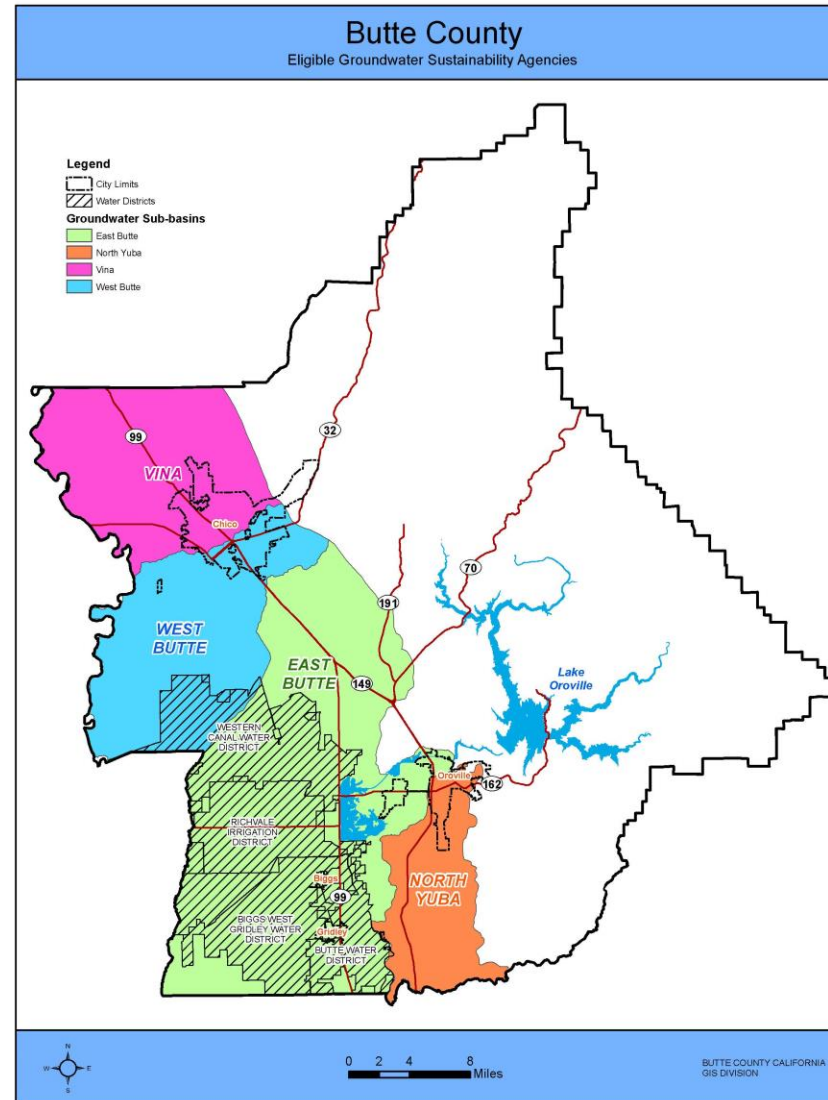 Butte County
Eligible Groundwater Sustainability Agencies
Legend
City Limits
Water Districts
Groundwater Sub-basins
East Butte
North Yuba
Vina
West Butte
32
99
VINA
Chico
70
191
WEST
BUTTE
EAST
BUTTE
149
Lake
Oroville
WESTERN
CANAL WATER
DISTRICT
Oroville
162
RICHVALE
IRRIGATION
DISTRICT
Biggs
NORTH
YUBA
99
BIGGS WEST
GRIDLEY WATER
DISTRICT
Gridley
BUTTE WATER
DISTRICT
N
W
E
S
0 2 4 8
Miles
BUTTE COUNTY CALIFORNIA
GIS DIVISION